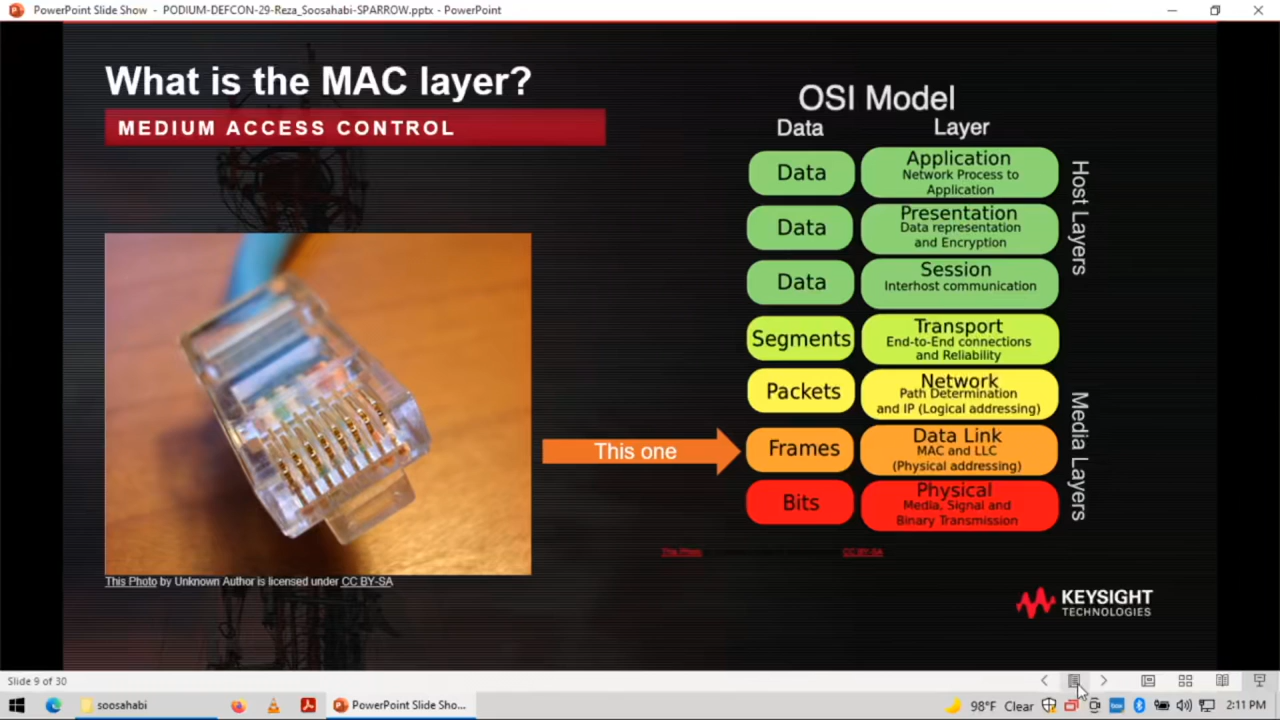 PowerPoint Slide Show - PODIUM-DEFCON-29-Reza_Soosahabi-SPARROW.pptx - PowerPoint
What is the MAC layer?
MEDIUM ACCESS CONTROL
OSI Model
Data Layer
Data Application
Network Process to
Application
Data Presentation
Data representation
and Encryption
Data Session
Interhost communication
Host Layers
Segments Transport
End-to-End connections
and Reliability
Packets Network
Path Determination
and IP (Logical addressing)
This one
Frames Data Link
MAC and LLC
(Physical addressing)
Bits Physical
Media, Signal and
Binary Transmission
Media Layers
This Photo CC BY-SA
This Photo by Unknown Author is licensed under CC BY-SA
KEYSIGHT
TECHNOLOGIES
Slide 9 of 30
soosahabi
PowerPoint Slide Sho...
98°F Clear
2:11 PM